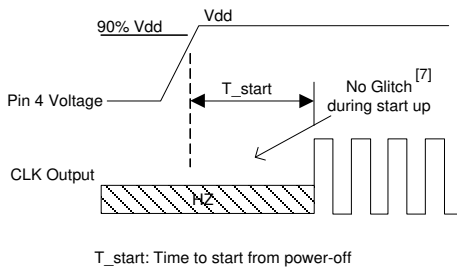 90% Vdd
Vdd
T_start
No Glitch [7]
during start up
Pin 4 Voltage
CLK Output
HZ
T_start: Time to start from power-off